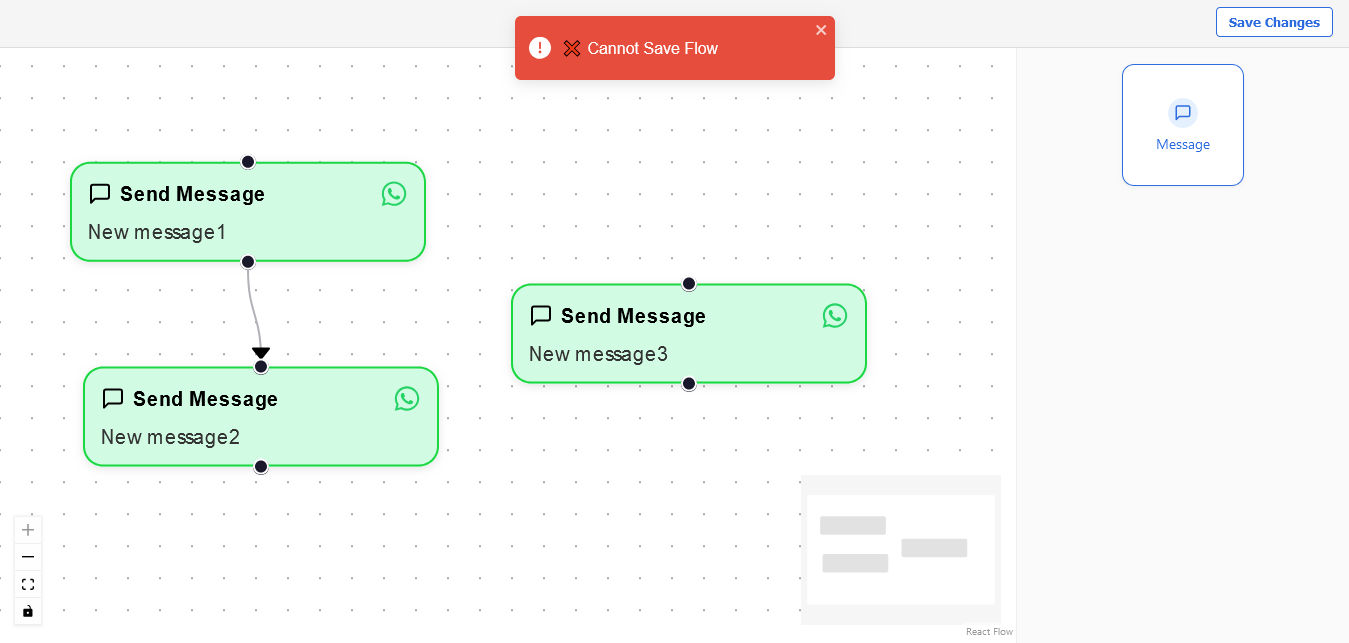 Save Changes
Cannot Save Flow
Message
Send Message
New message1
Send Message
New message3
Send Message
New message2
React Flow